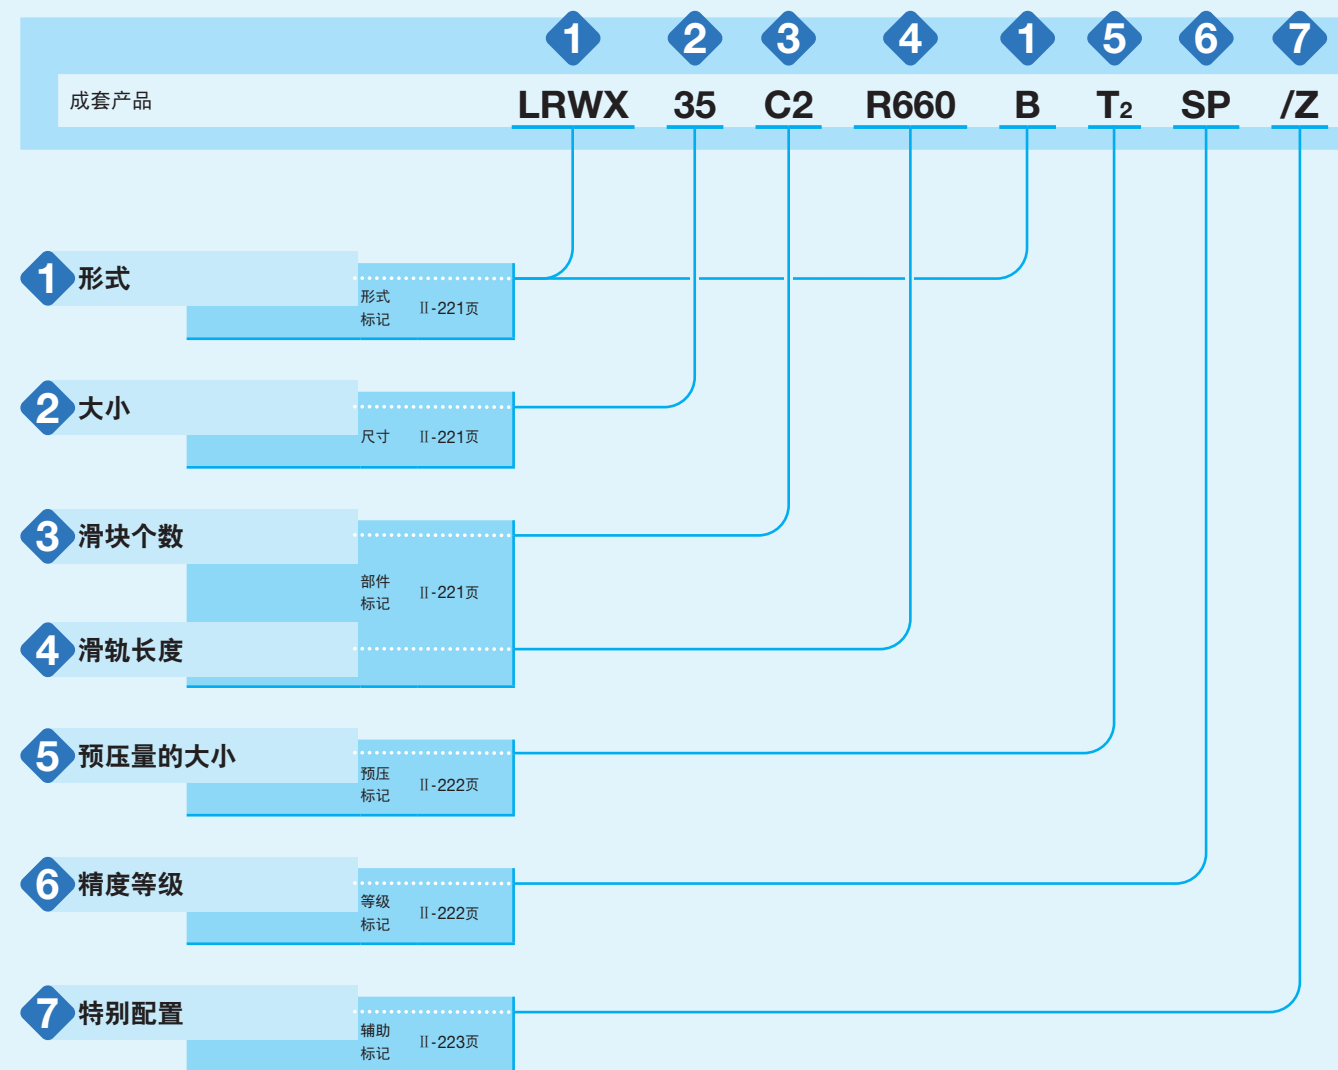 1 2 3 4 1 5 6 7
成套产品 LRWX 35 C2 R660 B T2 SP /Z
1 形式
形式
标记 II-221页
2 大小
尺寸 II-221页
3 滑块个数
部件
标记 II-221页
4 滑轨长度
5 预压量的大小
预压
标记 II-222页
6 精度等级
等级
标记 II-222页
7 特别配置
辅助
标记 II-223页